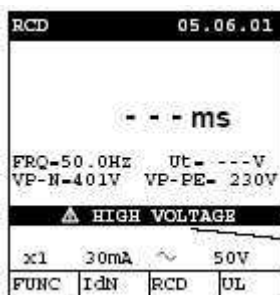 RCD 05.06.01
- - - ms
FRQ=50.0Hz Ut= ---V
VP-N=401V VP-PE= 230V
⚠ HIGH VOLTAGE
x1 30mA ~ 50V
FUNC IdN RCD UL